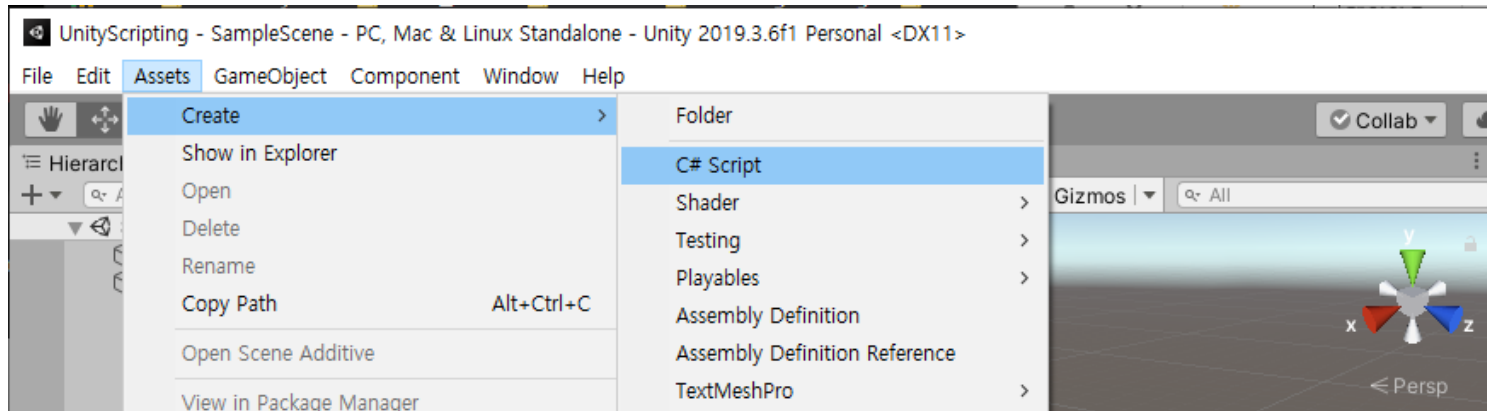 UnityScripting - SampleScene - PC, Mac & Linux Standalone - Unity 2019.3.6f1 Personal <DX11>
File Edit Assets GameObject Component Window Help
Collab
Create > Folder
Show in Explorer
C# Script
Open
Shader >
Gizmos All
Delete
Testing >
Rename
Playables >
Copy Path Alt+Ctrl+C
Assembly Definition
Open Scene Additive
Assembly Definition Reference
View in Package Manager
TextMeshPro >
y
x
z
Persp